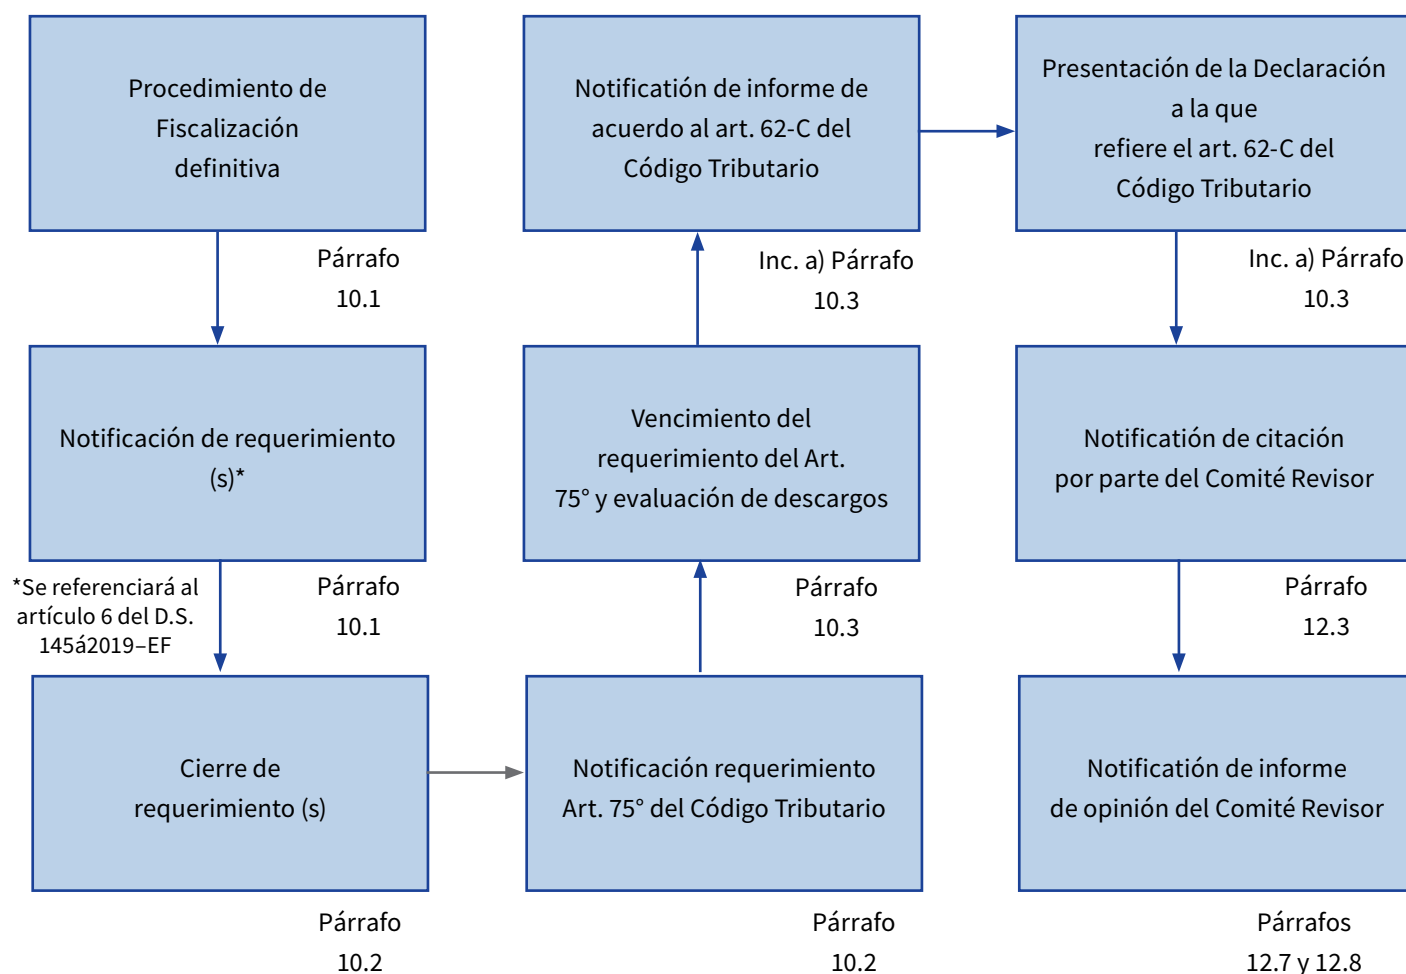 Procedimiento de
Fiscalización
definitiva
Párrafo
10.1
Notificación de requerimiento
(s)*
*Se referenciará al
artículo 6 del D.S.
145á2019–EF
Párrafo
10.1
Cierre de
requerimiento (s)
Párrafo
10.2
Notificación requerimiento
Art. 75° del Código Tributario
Párrafo
10.2
Vencimiento del
requerimiento del Art.
75° y evaluación de descargos
Párrafo
10.3
Notificatión de informe de
acuerdo al art. 62-C del
Código Tributario
Inc. a) Párrafo
10.3
Presentación de la Declaración
a la que
refiere el art. 62-C del
Código Tributario
Inc. a) Párrafo
10.3
Notificatión de citación
por parte del Comité Revisor
Párrafo
12.3
Notificatión de informe
de opinión del Comité Revisor
Párrafos
12.7 y 12.8